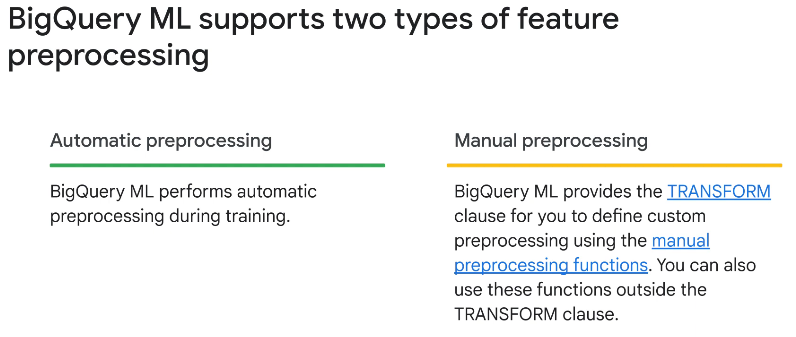 BigQuery ML supports two types of feature
preprocessing
Automatic preprocessing
BigQuery ML performs automatic
preprocessing during training.
Manual preprocessing
BigQuery ML provides the TRANSFORM
clause for you to define custom
preprocessing using the manual
preprocessing functions. You can also
use these functions outside the
TRANSFORM clause.